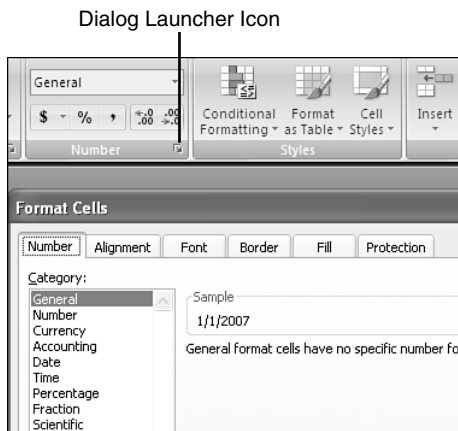 Dialog Launcher Icon
General
$ % , .0 .00 .00 .0
Conditional Formatting Format as Table Cell Styles Insert
Number Styles
Format Cells
Number Alignment Font Border Fill Protection
Category:
General
Number
Currency
Accounting
Date
Time
Percentage
Fraction
Scientific
Sample
1/1/2007
General format cells have no specific number fo